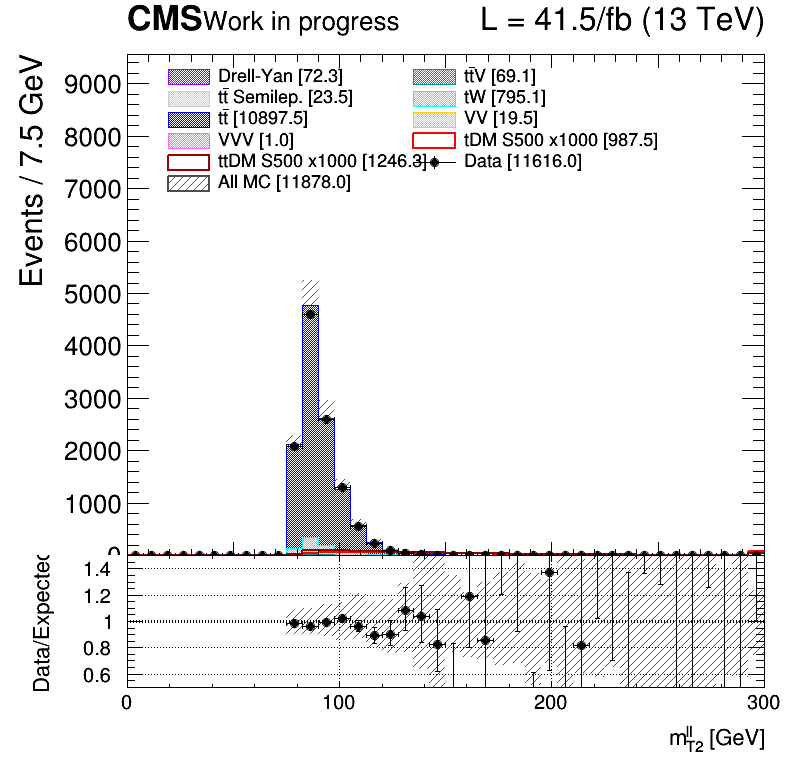 CMS Work in progress L = 41.5/fb (13 TeV)
Events / 7.5 GeV
9000
8000
7000
6000
5000
4000
3000
2000
1000
0
Drell-Yan [72.3]
tt̄V [69.1]
tt̄ Semilep. [23.5]
tW [795.1]
tt̄ [10897.5]
VV [19.5]
VVV [1.0]
tDM S500 x1000 [987.5]
ttDM S500 x1000 [1246.3]
Data [11616.0]
All MC [11878.0]
Data/Expected
1.4
1.2
1
0.8
0.6
0 100 200 300
m_{T2}^{ll} [GeV]